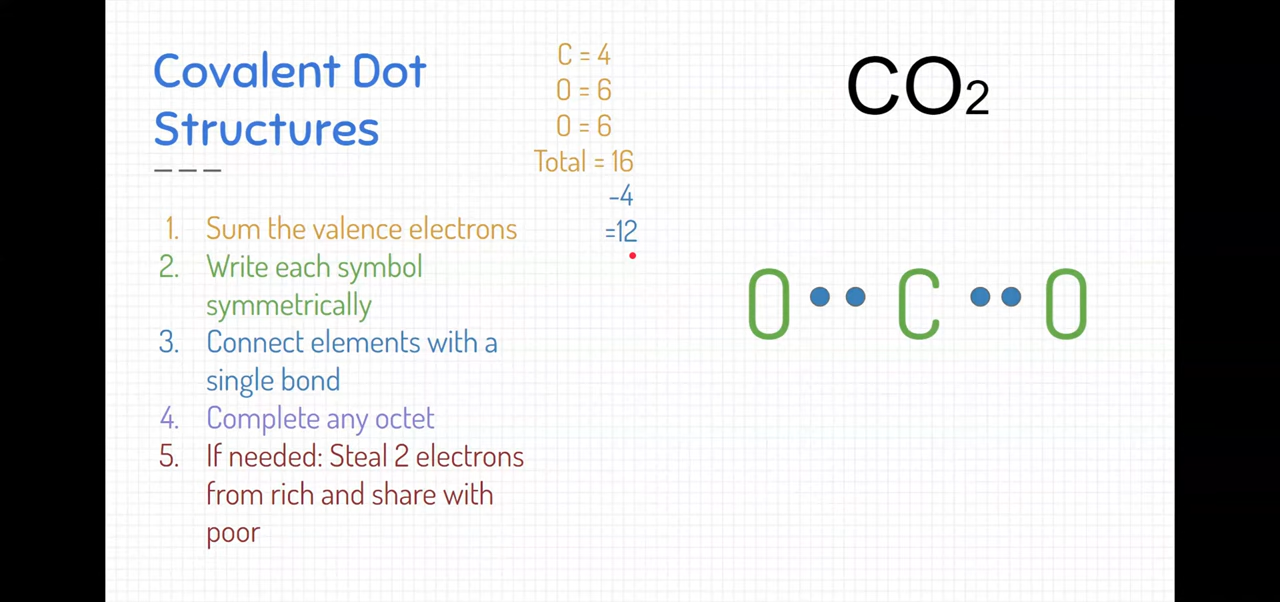 Covalent Dot
Structures
C = 4
O = 6
O = 6
Total = 16
-4
=12
1. Sum the valence electrons
2. Write each symbol
symmetrically
3. Connect elements with a
single bond
4. Complete any octet
5. If needed: Steal 2 electrons
from rich and share with
poor
CO₂
O C O